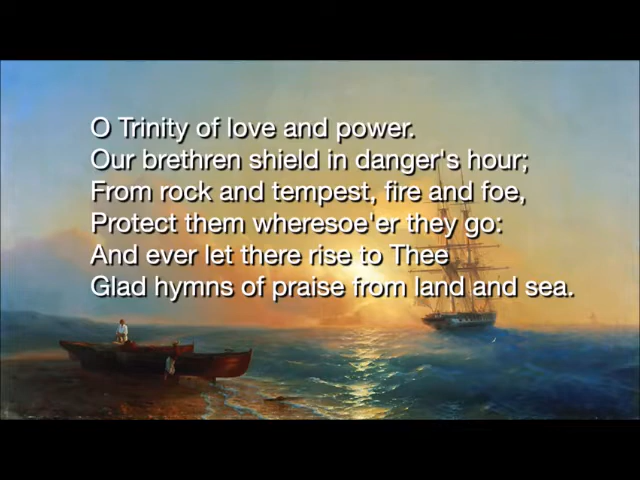 O Trinity of love and power.
Our brethren shield in danger's hour;
From rock and tempest, fire and foe,
Protect them wheresoe'er they go:
And ever let there rise to Thee
Glad hymns of praise from land and sea.